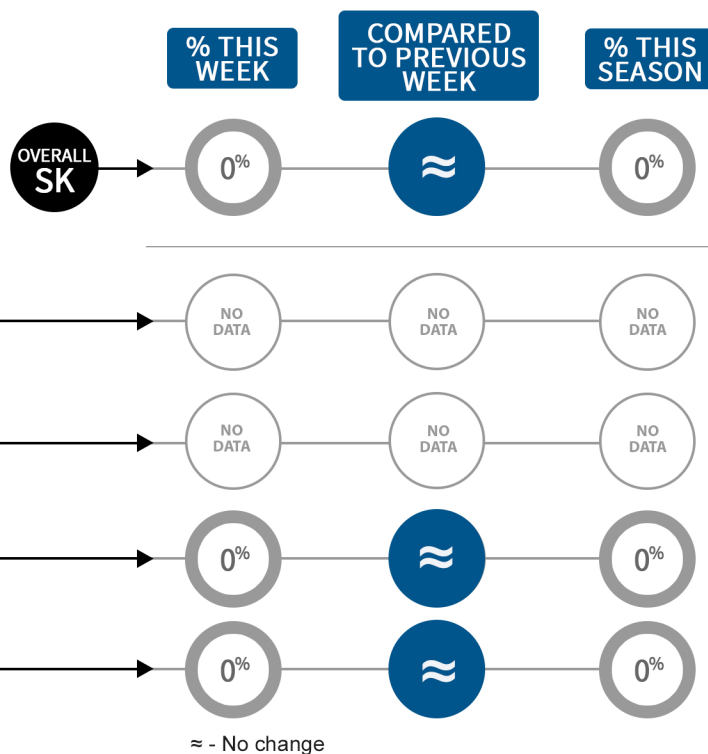 % THIS
WEEK
COMPARED
TO PREVIOUS
WEEK
% THIS
SEASON
OVERALL
SK
0%
≈
0%
NO
DATA
NO
DATA
NO
DATA
NO
DATA
NO
DATA
NO
DATA
0%
≈
0%
0%
≈
0%
≈ - No change